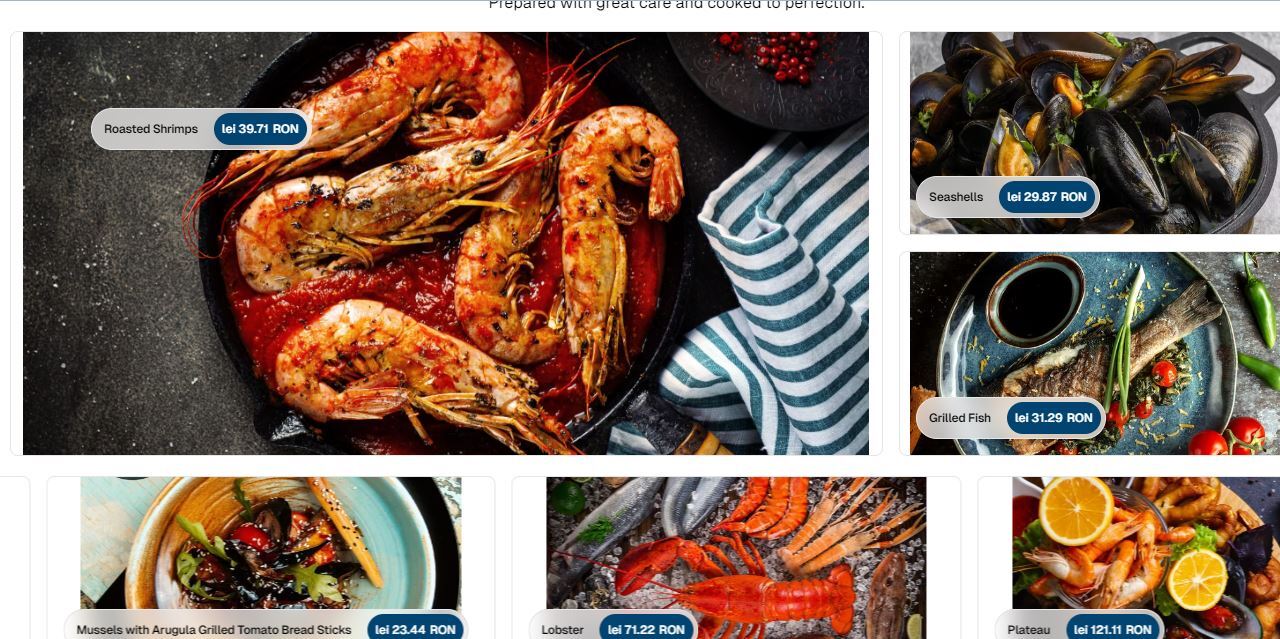 Prepared with great care and cooked to perfection.
Roasted Shrimps lei 39.71 RON
Seashells lei 29.87 RON
Grilled Fish lei 31.29 RON
Mussels with Arugula Grilled Tomato Bread Sticks lei 23.44 RON
Lobster lei 71.22 RON
Plateau lei 121.11 RON